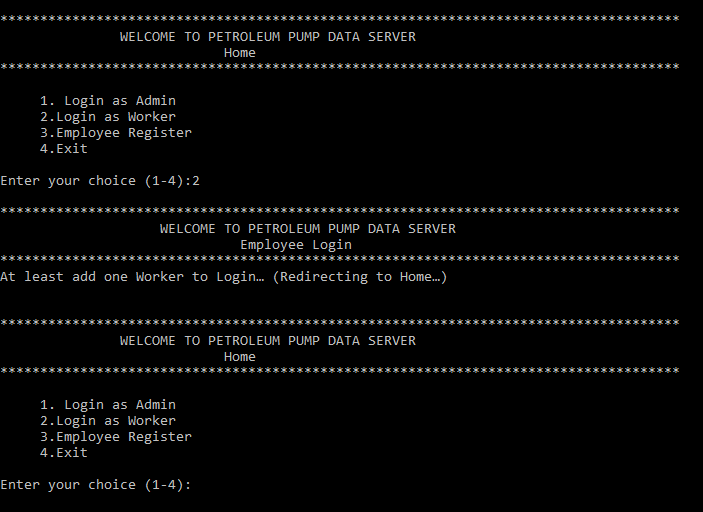 *************************************************************************************
WELCOME TO PETROLEUM PUMP DATA SERVER
Home
*************************************************************************************
1. Login as Admin
2.Login as Worker
3.Employee Register
4.Exit
Enter your choice (1-4):2
*************************************************************************************
WELCOME TO PETROLEUM PUMP DATA SERVER
Employee Login
*************************************************************************************
At least add one Worker to Login… (Redirecting to Home…)
*************************************************************************************
WELCOME TO PETROLEUM PUMP DATA SERVER
Home
*************************************************************************************
1. Login as Admin
2.Login as Worker
3.Employee Register
4.Exit
Enter your choice (1-4):